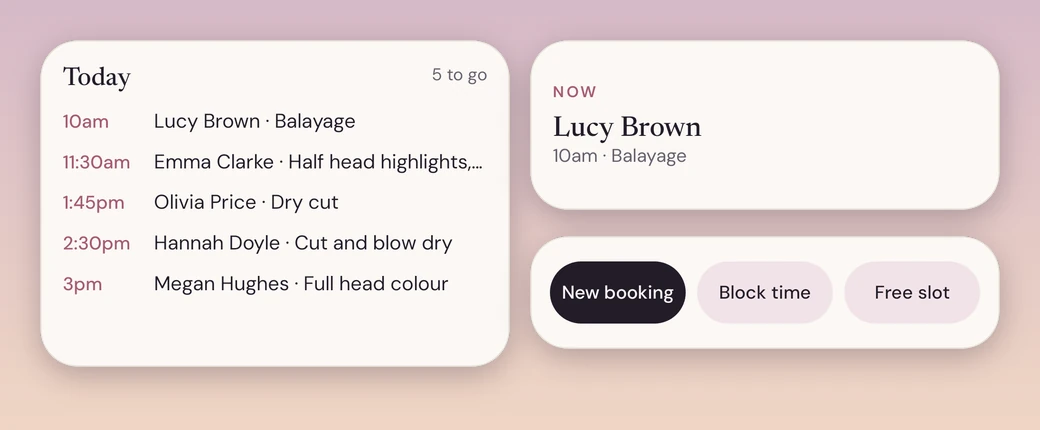 Today
5 to go
10am Lucy Brown · Balayage
11:30am Emma Clarke · Half head highlights,...
1:45pm Olivia Price · Dry cut
2:30pm Hannah Doyle · Cut and blow dry
3pm Megan Hughes · Full head colour
NOW
Lucy Brown
10am · Balayage
New booking
Block time
Free slot